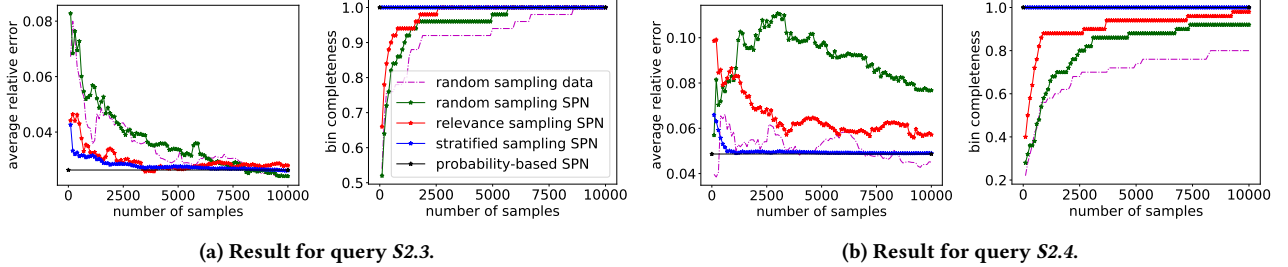 average relative error
0.08
0.06
0.04
0
2500
5000
7500
10000
number of samples
bin completeness
1.0
0.9
0.8
0.7
0.6
0.5
random sampling data
random sampling SPN
relevance sampling SPN
stratified sampling SPN
probability-based SPN
0
2500
5000
7500
10000
number of samples
average relative error
0.10
0.08
0.06
0.04
0
2500
5000
7500
10000
number of samples
bin completeness
1.0
0.8
0.6
0.4
0.2
0
2500
5000
7500
10000
number of samples
(a) Result for query S2.3.
(b) Result for query S2.4.